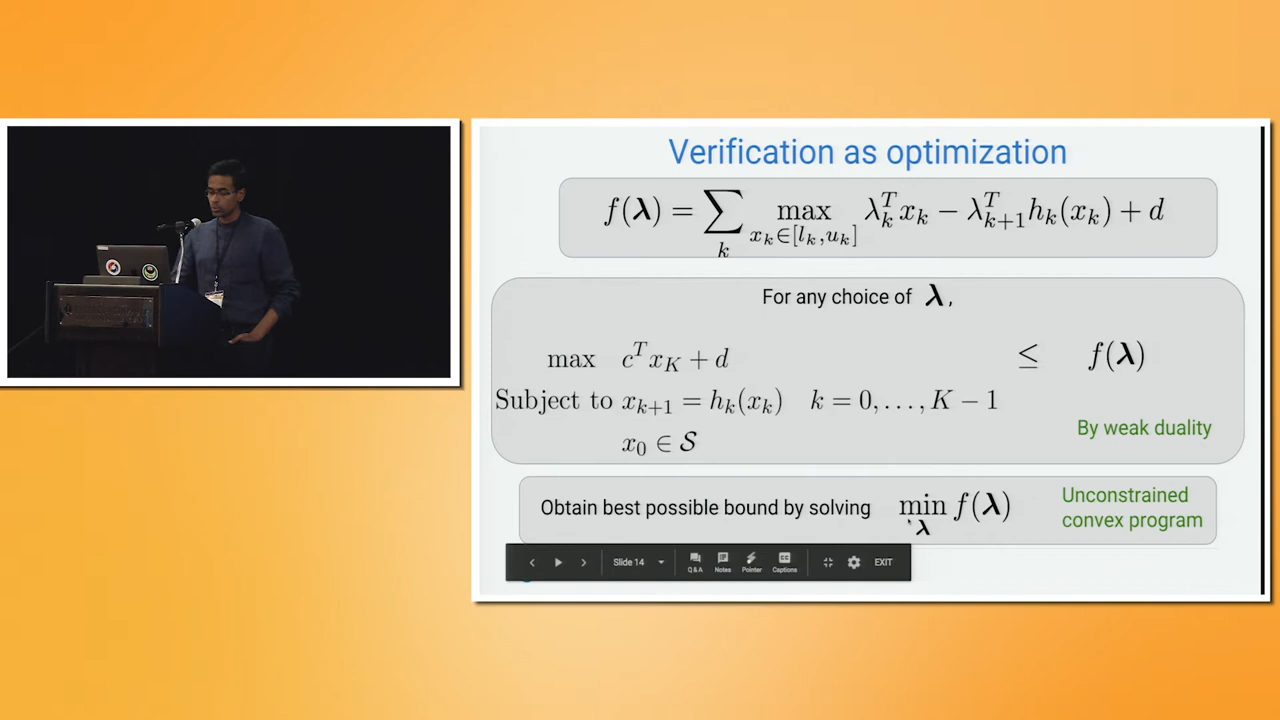 Verification as optimization
f(λ) = ∑_k max_{x_k∈[l_k,u_k]} λ_k^T x_k − λ_{k+1}^T h_k(x_k) + d
For any choice of λ,
max c^T x_K + d ≤ f(λ)
Subject to x_{k+1} = h_k(x_k) k = 0, . . . , K − 1
By weak duality
x_0 ∈ S
Obtain best possible bound by solving min_λ f(λ)
Unconstrained
convex program
Slide 14
Q & A Notes Pointer Captions
EXIT